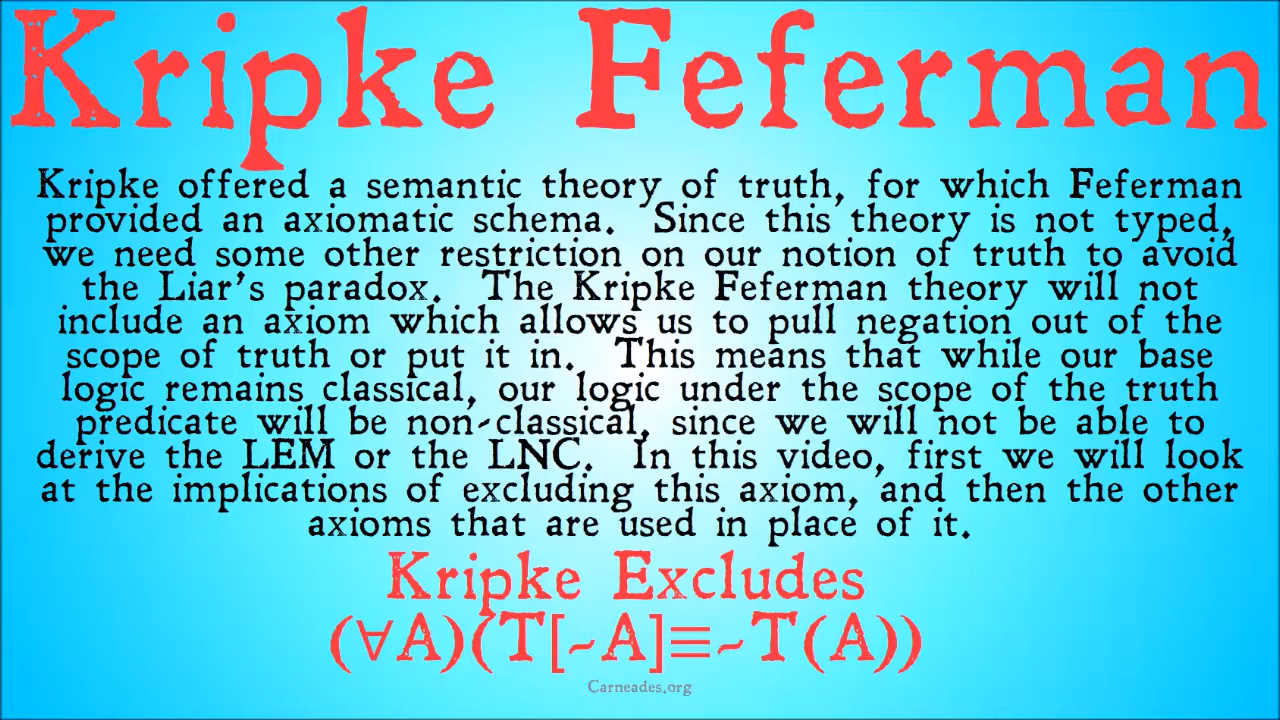 Kripke Feferman
Kripke offered a semantic theory of truth, for which Feferman
provided an axiomatic schema.  Since this theory is not typed,
we need some other restriction on our notion of truth to avoid
the Liar's paradox.  The Kripke Feferman theory will not
include an axiom which allows us to pull negation out of the
scope of truth or put it in.  This means that while our base
logic remains classical, our logic under the scope of the truth
predicate will be non-classical, since we will not be able to
derive the LEM or the LNC.  In this video, first we will look
at the implications of excluding this axiom, and then the other
axioms that are used in place of it.
Kripke Excludes
(∀A)(T[~A]≡~T(A))
Carneades.org